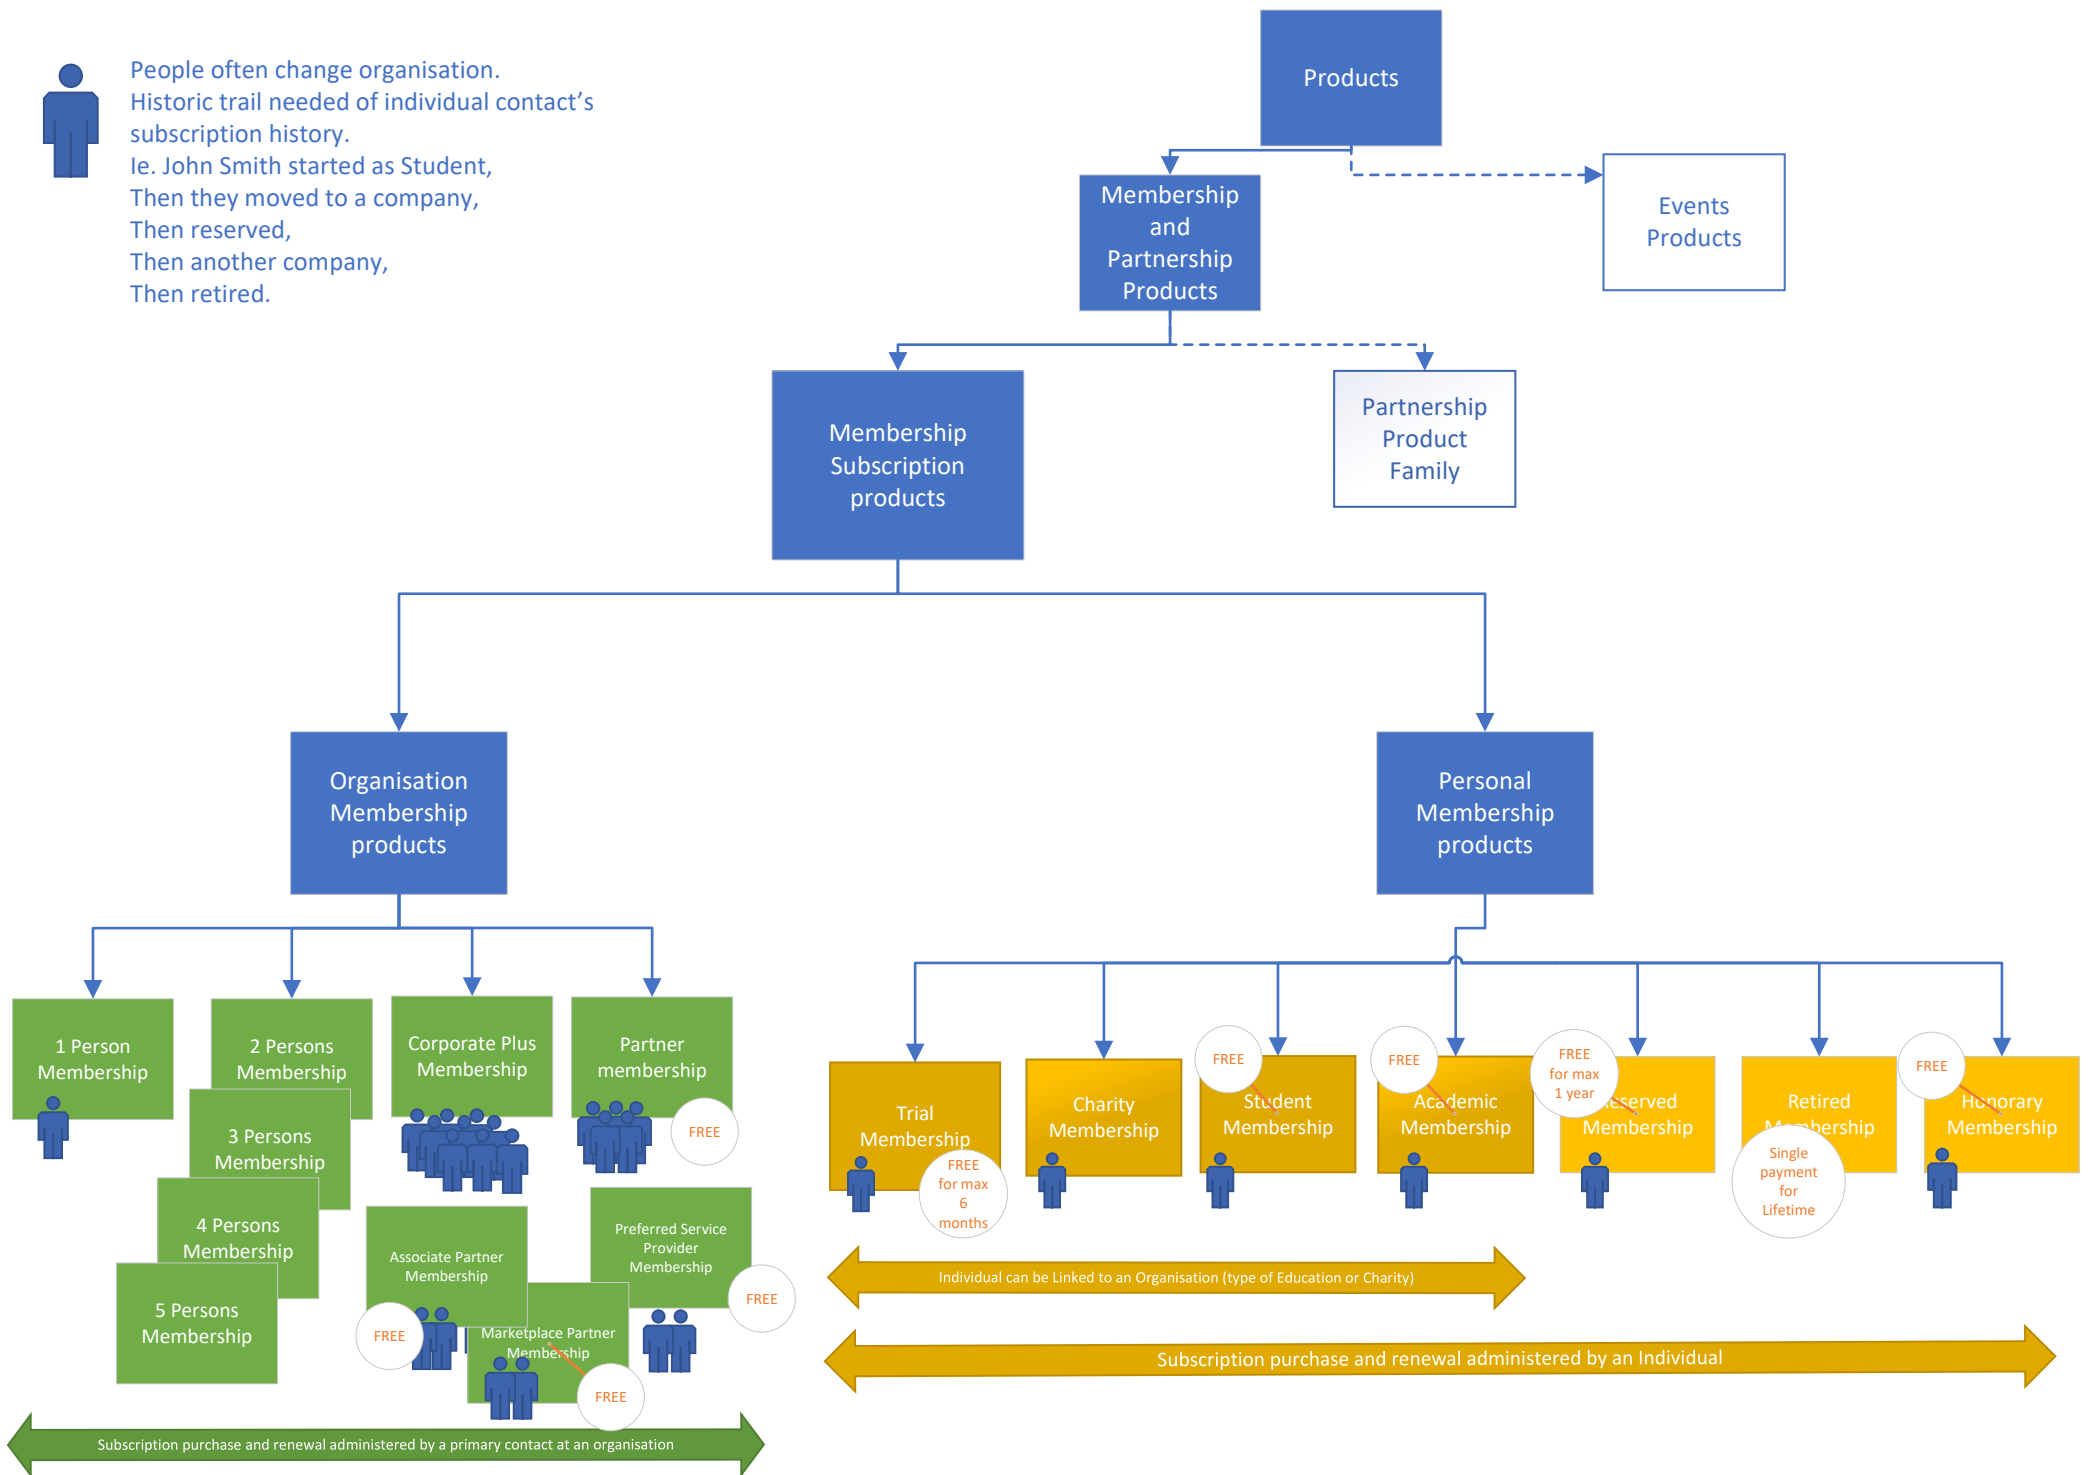 People often change organisation.
Historic trail needed of individual contact’s
subscription history.
Ie. John Smith started as Student,
Then they moved to a company,
Then reserved,
Then another company,
Then retired.
Products
Membership
and
Partnership
Products
Events
Products
Membership
Subscription
products
Partnership
Product
Family
Organisation
Membership
products
Personal
Membership
products
1 Person
Membership
2 Persons
Membership
3 Persons
Membership
4 Persons
Membership
5 Persons
Membership
Corporate Plus
Membership
Partner
membership
FREE
Associate Partner
Membership
FREE
Marketplace Partner
Membership
FREE
Preferred Service
Provider
Membership
FREE
Subscription purchase and renewal administered by a primary contact at an organisation
Trial
Membership
FREE
for max
6
months
Charity
Membership
FREE
Student
Membership
FREE
Academic
Membership
FREE
for max
1 year
Reserved
Membership
Retired
Membership
Single
payment
for
Lifetime
FREE
Honorary
Membership
Individual can be Linked to an Organisation (type of Education or Charity)
Subscription purchase and renewal administered by an Individual